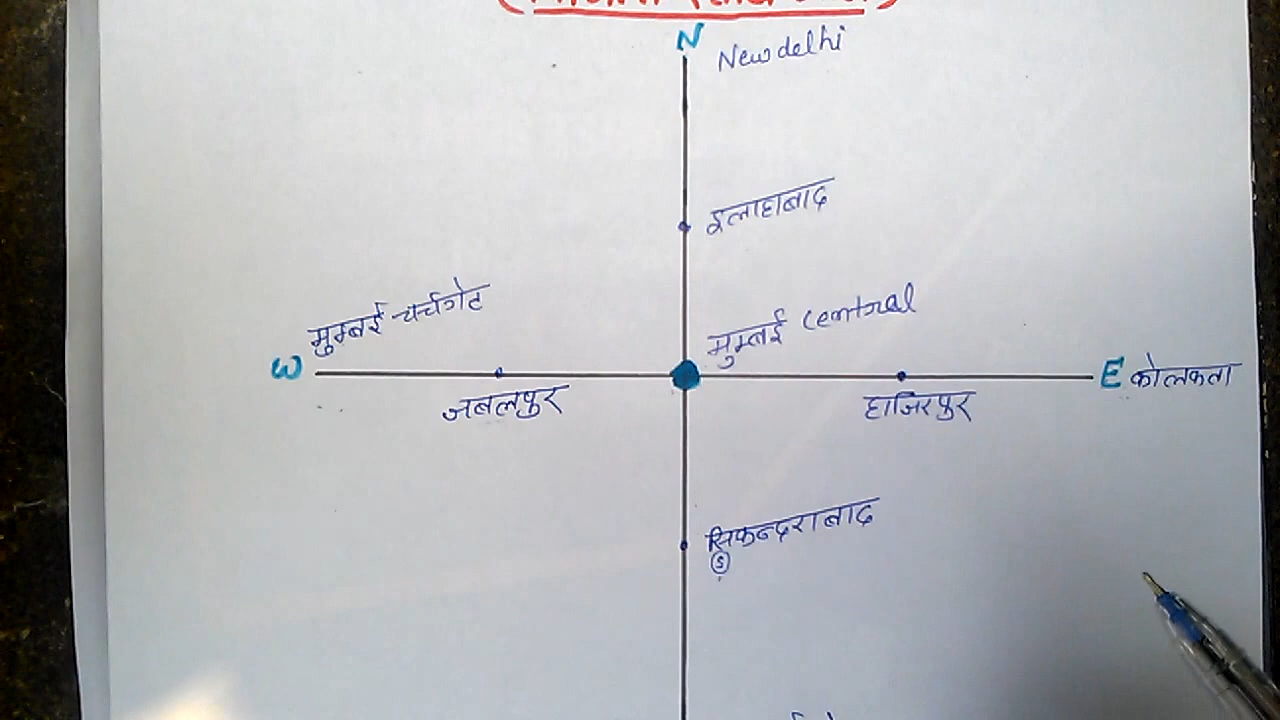 N
New delhi
इलाहाबाद
मुम्बई चर्चगेट
मुम्बई Central
W
E कोलकता
जबलपुर
हाजिरपुर
सिकन्दराबाद
S